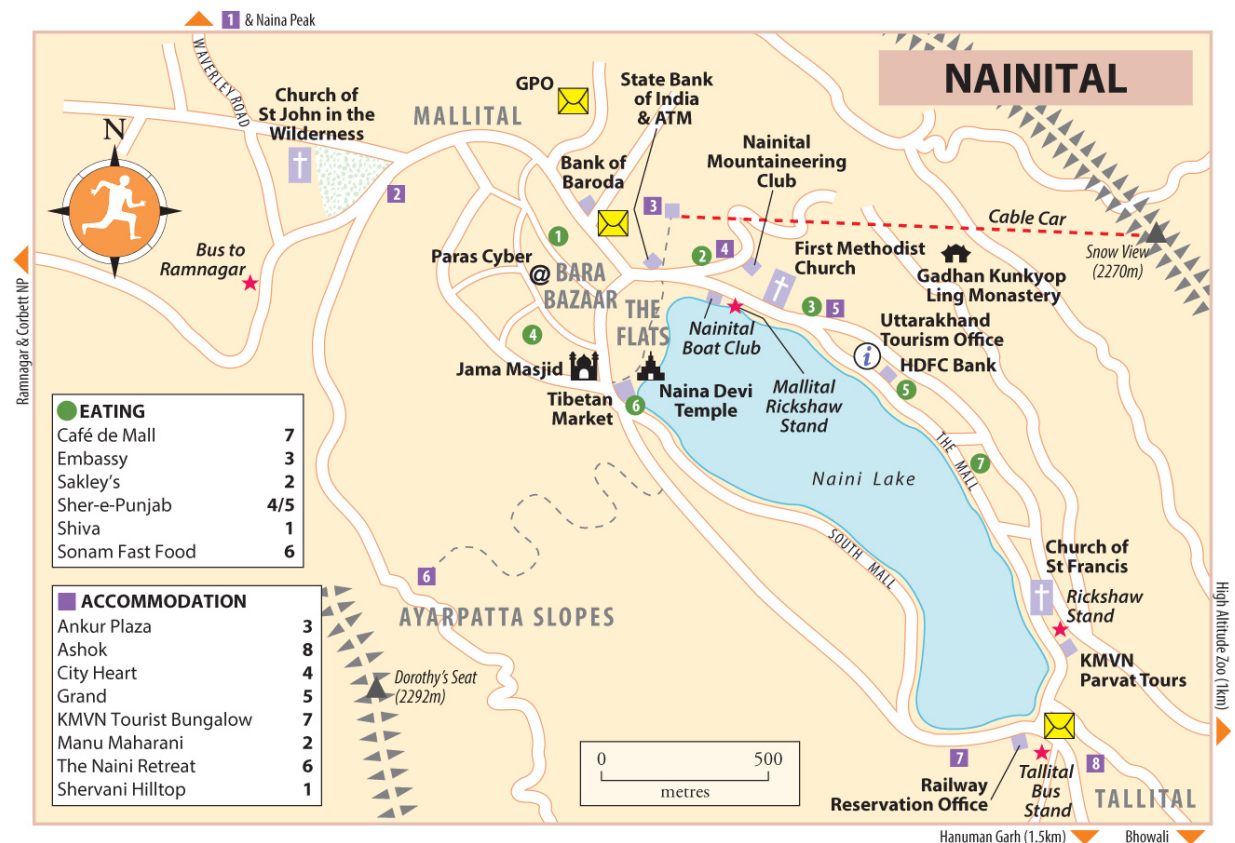 1 & Naina Peak
NAINITAL
WAVERLEY ROAD
Church of
St John in the
Wilderness
N
MALLITAL
GPO
State Bank
of India
& ATM
Bank of
Baroda
Nainital
Mountaineering
Club
2
3
Cable Car
Snow View
(2270m)
Bus to
Ramnagar
Paras Cyber
@
1
BARA
BAZAAR
2
4
First Methodist
Church
Gadhan Kunkyop
Ling Monastery
THE
FLATS
Nainital
Boat Club
3
5
Uttarakhand
Tourism Office
i
HDFC Bank
4
Jama Masjid
Tibetan
Market
6
Naina Devi
Temple
Mallital
Rickshaw
Stand
5
THE MALL
7
Naini Lake
SOUTH MALL
Ramnagar & Corbett NP
EATING
Café de Mall 7
Embassy 3
Sakley's 2
Sher-e-Punjab 4/5
Shiva 1
Sonam Fast Food 6
ACCOMMODATION
Ankur Plaza 3
Ashok 8
City Heart 4
Grand 5
KMVN Tourist Bungalow 7
Manu Maharani 2
The Naini Retreat 6
Shervani Hilltop 1
6
AYARPATTA SLOPES
Dorothy's Seat
(2292m)
Church of
St Francis
Rickshaw
Stand
KMVN
Parvat Tours
High Altitude Zoo (1km)
0 500
metres
7
Railway
Reservation Office
Tallital
Bus
Stand
8
TALLITAL
Hanuman Garh (1.5km)
Bhowali